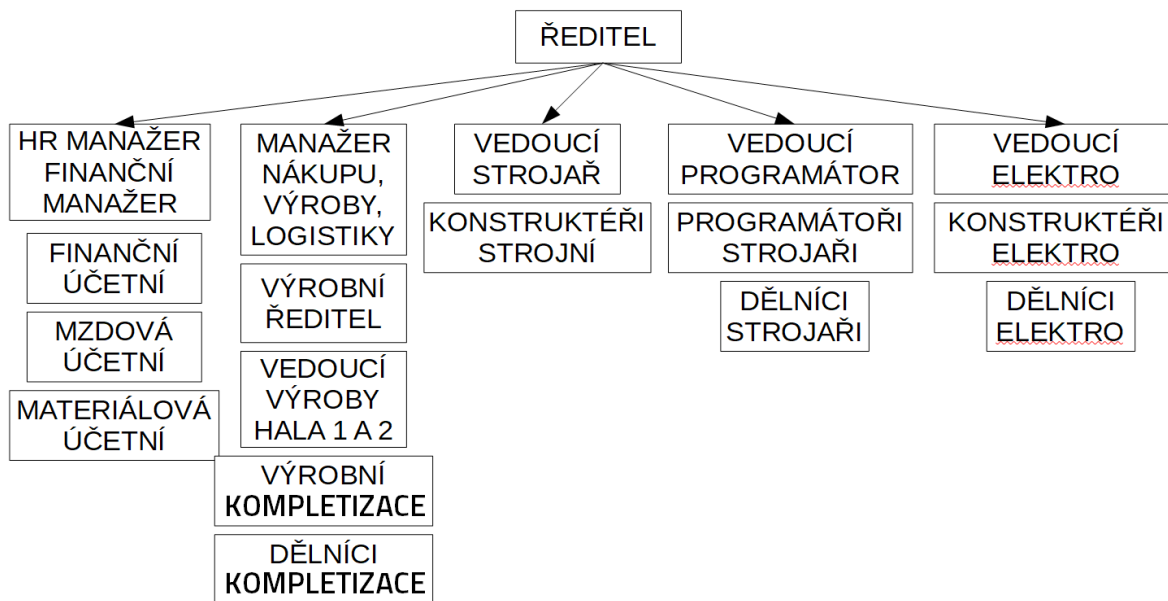 ŘEDITEL
HR MANAŽER
FINANČNÍ
MANAŽER
FINANČNÍ
ÚČETNÍ
MZDOVÁ
ÚČETNÍ
MATERIÁLOVÁ
ÚČETNÍ
MANAŽER
NÁKUPU,
VÝROBY,
LOGISTIKY
VÝROBNÍ
ŘEDITEL
VEDOUCÍ
VÝROBY
HALA 1 A 2
VÝROBNÍ
KOMPLETIZACE
DĚLNÍCI
KOMPLETIZACE
VEDOUCÍ
STROJAŘ
KONSTRUKTÉŘI
STROJNÍ
VEDOUCÍ
PROGRAMÁTOR
PROGRAMÁTOŘI
STROJAŘI
DĚLNÍCI
STROJAŘI
VEDOUCÍ
ELEKTRO
KONSTRUKTÉŘI
ELEKTRO
DĚLNÍCI
ELEKTRO